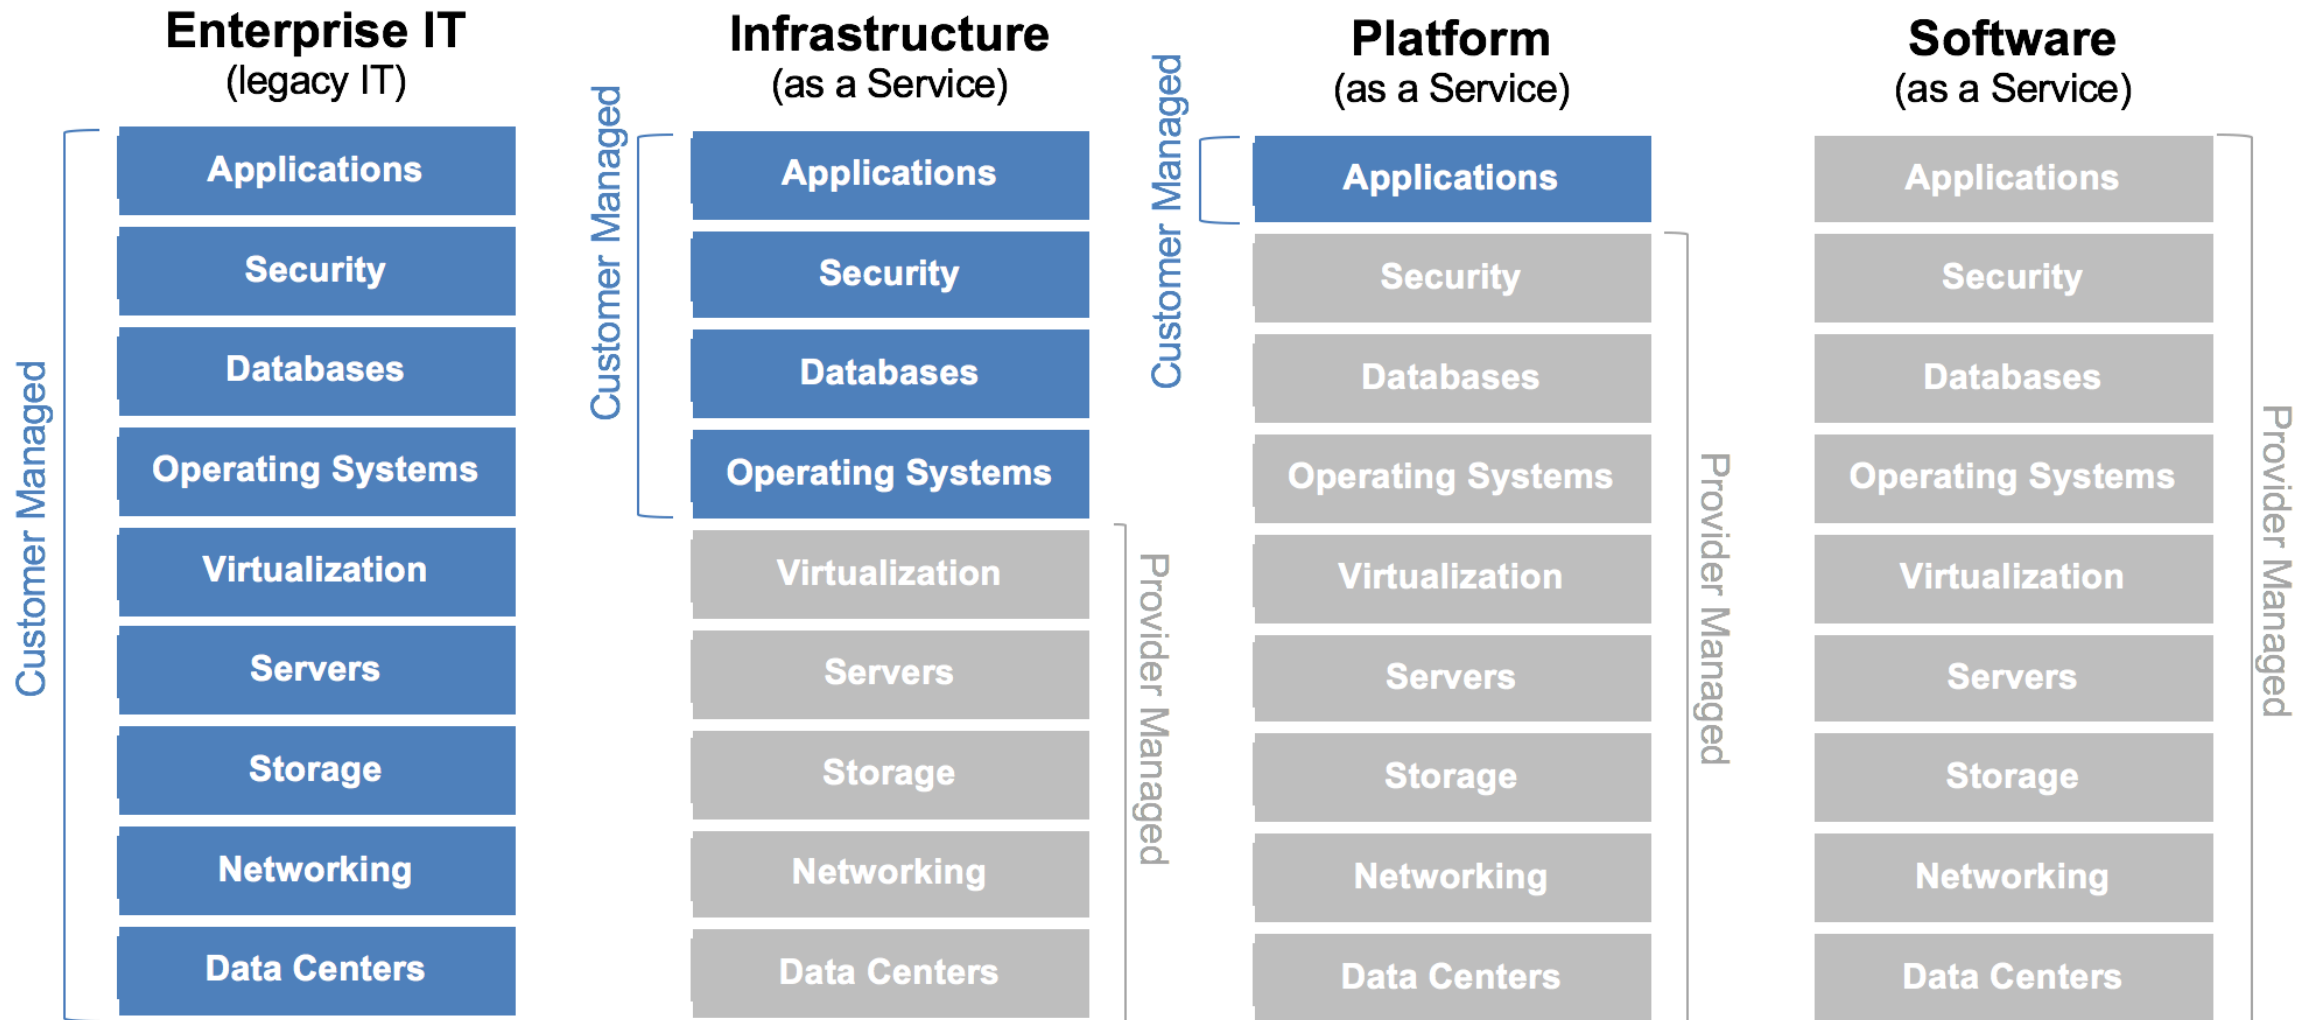 Enterprise IT
(legacy IT)
Customer Managed
Applications
Security
Databases
Operating Systems
Virtualization
Servers
Storage
Networking
Data Centers
Infrastructure
(as a Service)
Customer Managed
Applications
Security
Databases
Operating Systems
Virtualization
Servers
Storage
Networking
Data Centers
Provider Managed
Platform
(as a Service)
Customer Managed
Applications
Security
Databases
Operating Systems
Virtualization
Servers
Storage
Networking
Data Centers
Provider Managed
Software
(as a Service)
Applications
Security
Databases
Operating Systems
Virtualization
Servers
Storage
Networking
Data Centers
Provider Managed